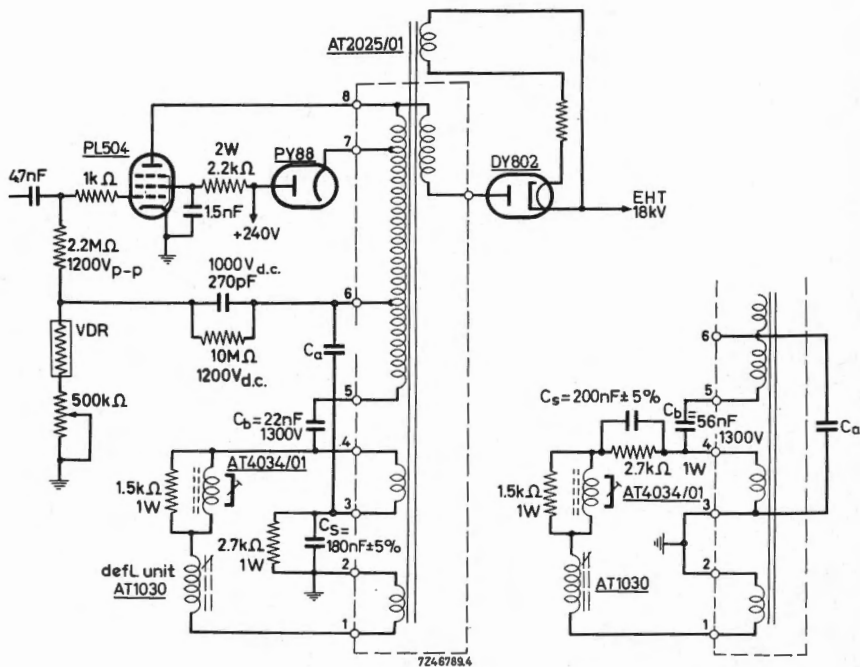 AT2025/01
8
PL504
2W
2.2kΩ
PY88
7
DY802
47nF
1kΩ
1.5nF
+240V
EHT
18kV
2.2MΩ
1200Vp-p
1000Vd.c.
270pF
6
VDR
10MΩ
1200Vd.c.
Ca
500kΩ
5
Cb=22nF
1300V
4
AT4034/01
1.5kΩ
1W
3
CS=
180nF±5%
2.7kΩ
1W
2
defl. unit
AT1030
1
7Z46789.4
6
5
Cs=200nF±5%
Cb=
56nF
1300V
4
Ca
2.7kΩ
1W
1.5kΩ
1W
AT4034/01
3
2
AT1030
1